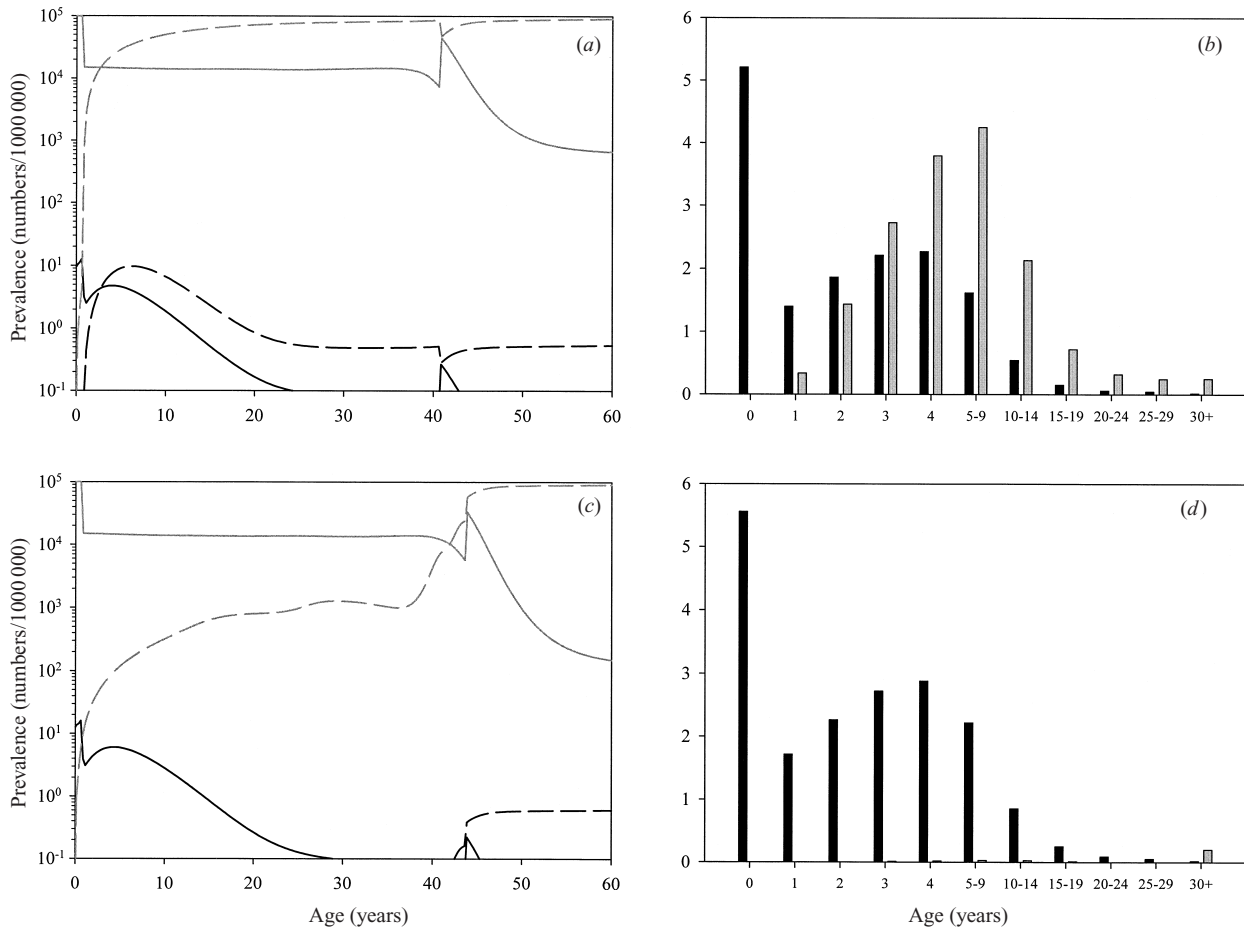 Prevalence (numbers/1000 000)
10^5
10^4
10^3
10^2
10^1
10^0
10^-1
(a)
0 10 20 30 40 50 60
6
5
4
3
2
1
0
(b)
0 1 2 3 4 5-9 10-14 15-19 20-24 25-29 30+
Prevalence (numbers/1000 000)
10^5
10^4
10^3
10^2
10^1
10^0
10^-1
(c)
0 10 20 30 40 50 60
Age (years)
6
5
4
3
2
1
0
(d)
0 1 2 3 4 5-9 10-14 15-19 20-24 25-29 30+
Age (years)